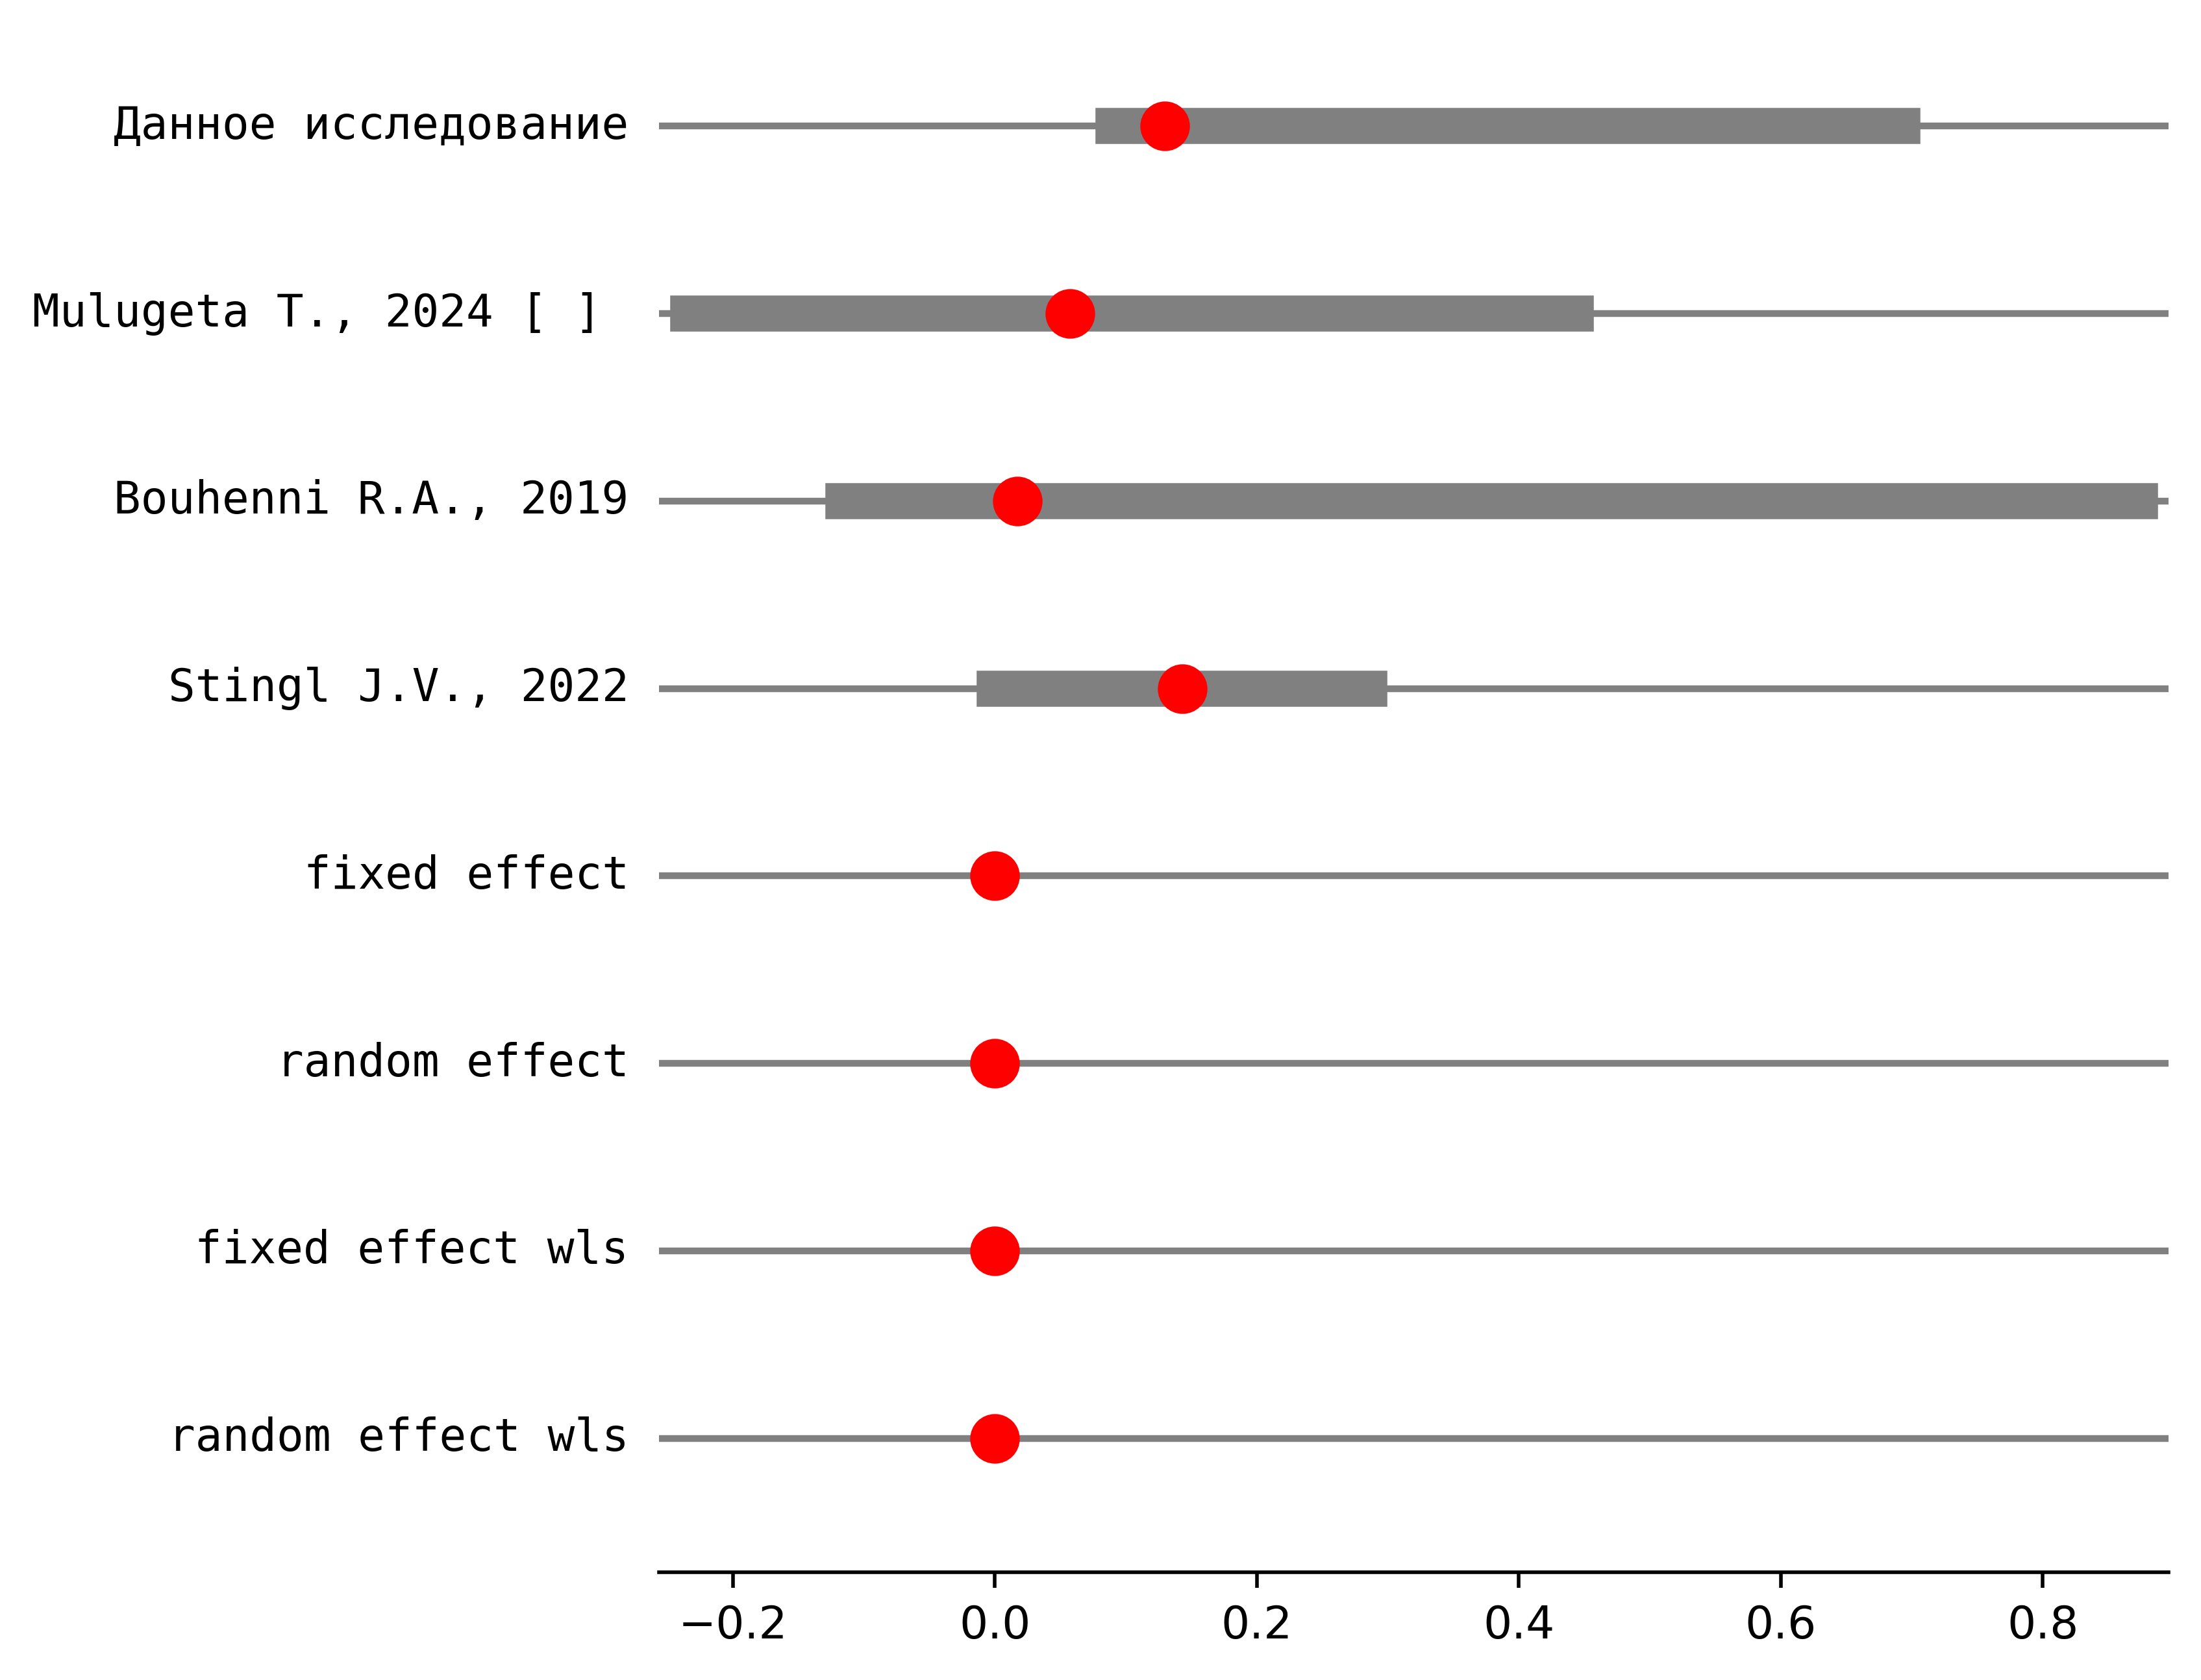 Данное исследование
Mulugeta T., 2024 [ ]
Bouhenni R.A., 2019
Stingl J.V., 2022
fixed effect
random effect
fixed effect wls
random effect wls
−0.2 0.0 0.2 0.4 0.6 0.8